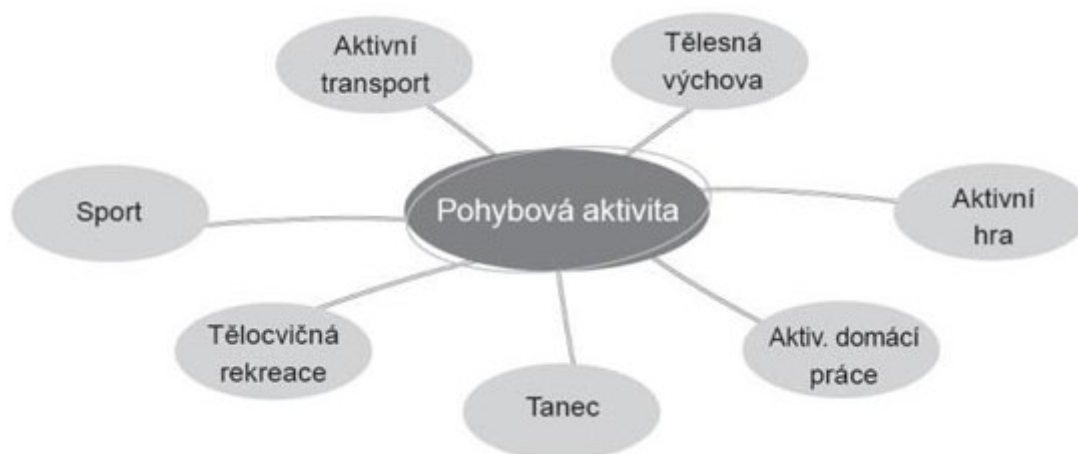 Aktivní
transport
Tělesná
výchova
Sport
Pohybová aktivita
Aktivní
hra
Tělocvičná
rekreace
Tanec
Aktiv. domácí
práce